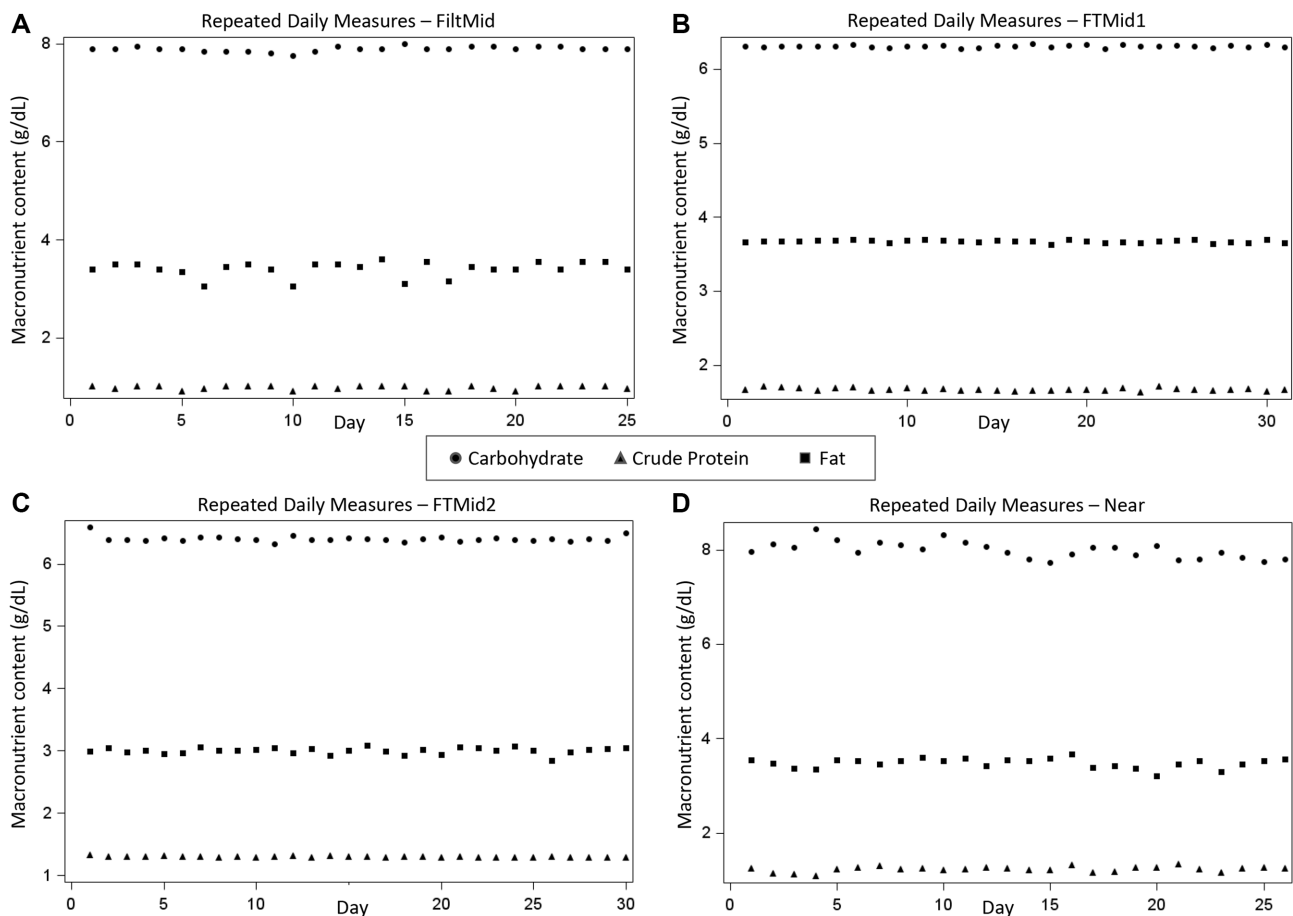 A
Repeated Daily Measures – FiltMid
Macronutrient content (g/dL)
8
6
4
2
0 5 10 15 20 25
Day
B
Repeated Daily Measures – FTMid1
Macronutrient content (g/dL)
6
5
4
3
2
0 10 20 30
Day
Carbohydrate Crude Protein Fat
C
Repeated Daily Measures – FTMid2
Macronutrient content (g/dL)
6
5
4
3
2
1
0 5 10 15 20 25 30
Day
D
Repeated Daily Measures – Near
Macronutrient content (g/dL)
8
6
4
2
0 5 10 15 20 25
Day